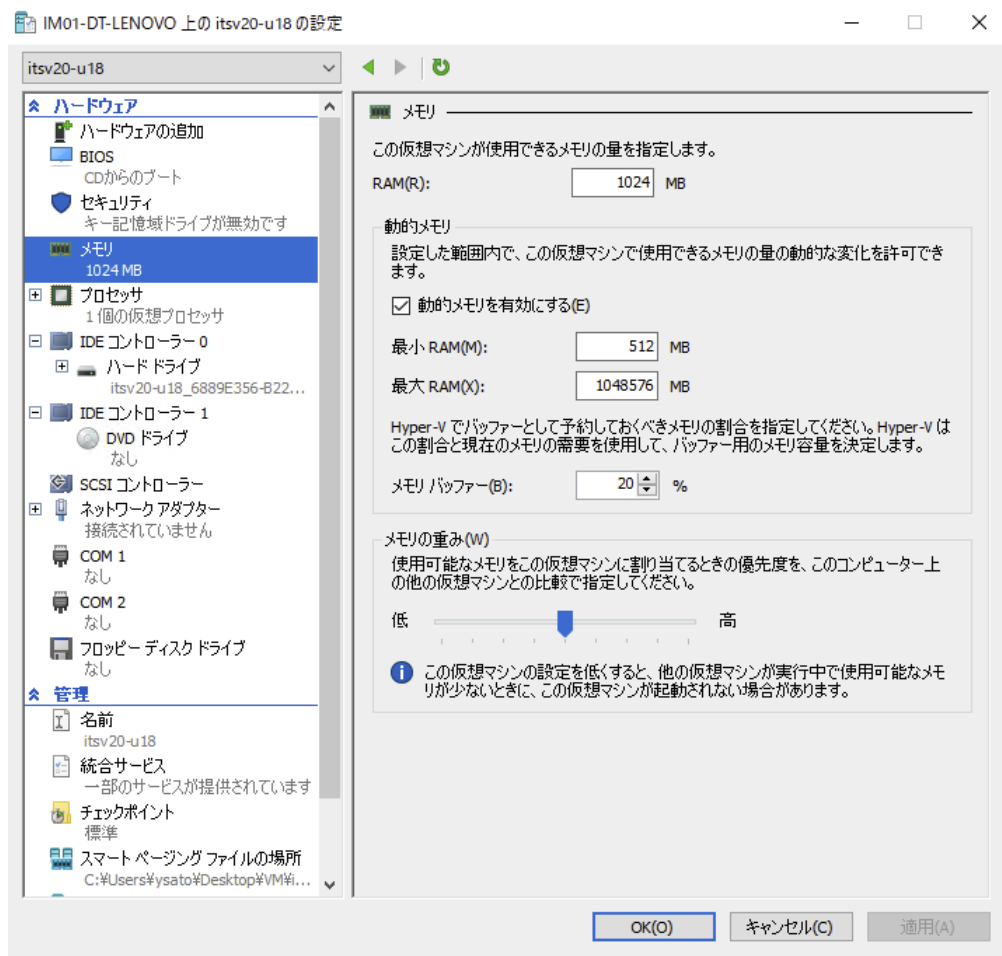 IM01-DT-LENOVO 上の itsv20-u18 の設定
itsv20-u18
ハードウェア
ハードウェアの追加
BIOS
CDからのブート
セキュリティ
キー記憶域ドライブが無効です
メモリ
1024 MB
プロセッサ
1 個の仮想プロセッサ
IDE コントローラー 0
ハード ドライブ
itsv20-u18_6889E356-B22...
IDE コントローラー 1
DVD ドライブ
なし
SCSI コントローラー
ネットワーク アダプター
接続されていません
COM 1
なし
COM 2
なし
フロッピー ディスク ドライブ
なし
管理
名前
itsv20-u18
統合サービス
一部のサービスが提供されています
チェックポイント
標準
スマート ページング ファイルの場所
C:¥Users¥ysato¥Desktop¥VM¥i...
メモリ
この仮想マシンが使用できるメモリの量を指定します。
RAM(R): 1024 MB
動的メモリ
設定した範囲内で、この仮想マシンで使用できるメモリの量の動的な変化を許可でき
ます。
動的メモリを有効にする(E)
最小 RAM(M): 512 MB
最大 RAM(X): 1048576 MB
Hyper-V でバッファーとして予約しておくべきメモリの割合を指定してください。Hyper-V は
この割合と現在のメモリの需要を使用して、バッファー用のメモリ容量を決定します。
メモリ バッファー(B): 20 %
メモリの重み(W)
使用可能なメモリをこの仮想マシンに割り当てるときの優先度を、このコンピューター上
の他の仮想マシンとの比較で指定してください。
低 高
この仮想マシンの設定を低くすると、他の仮想マシンが実行中で使用可能なメモ
リが少ないときに、この仮想マシンが起動されない場合があります。
OK(O) キャンセル(C) 適用(A)